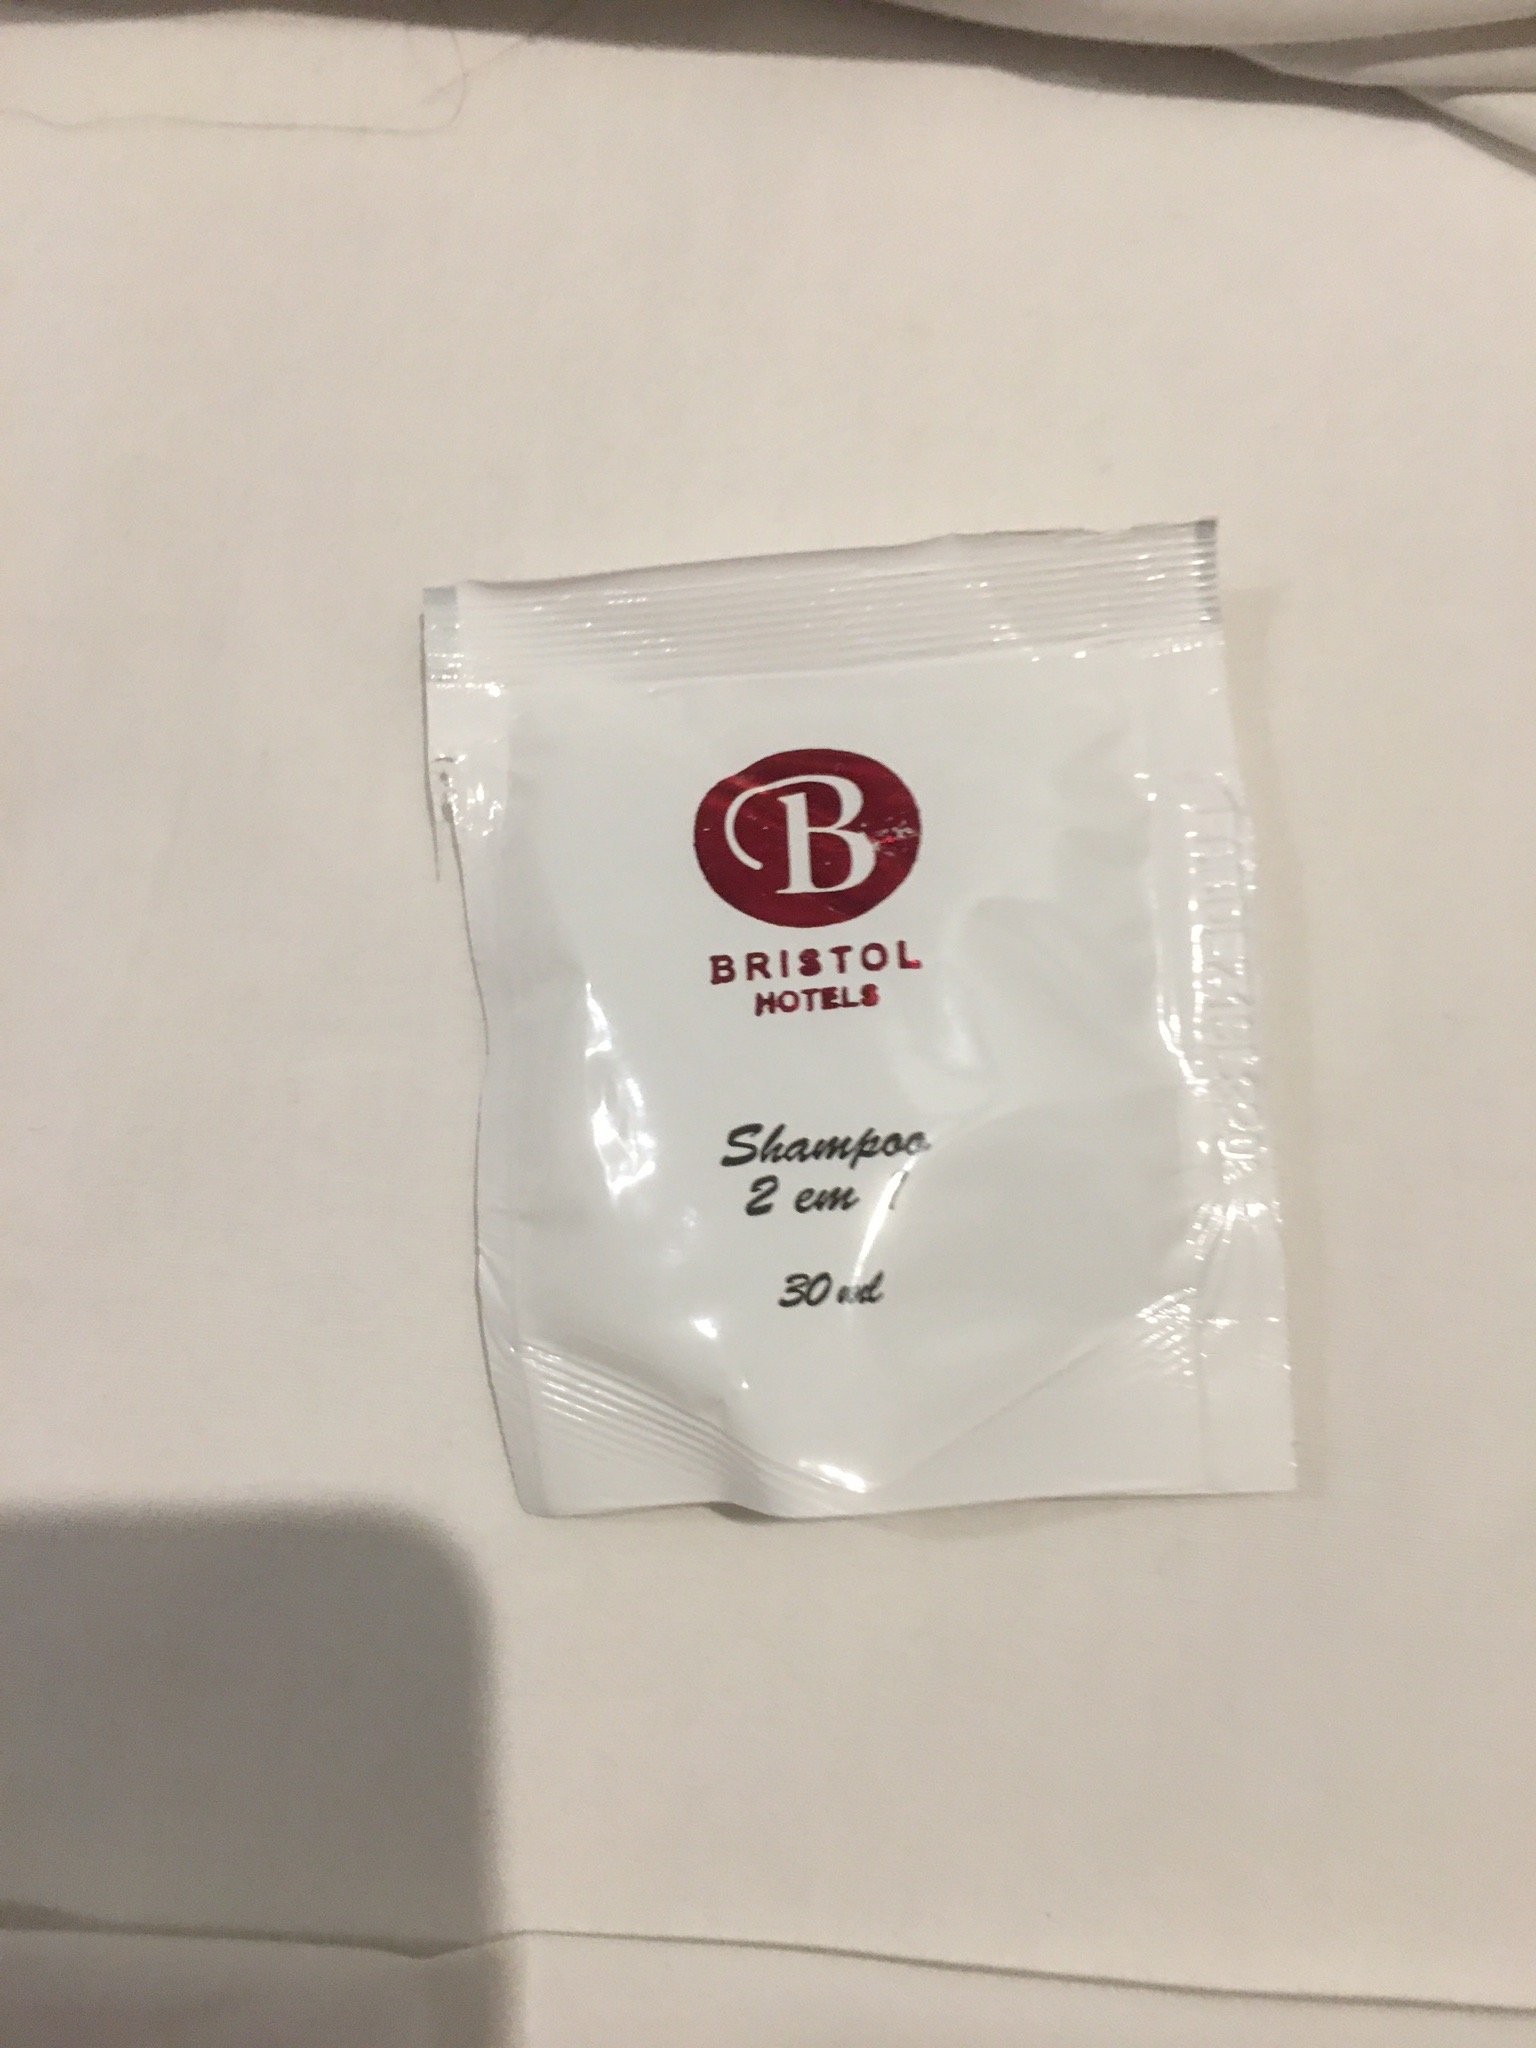 B
BRISTOL
HOTELS
Shampoo
2 em 1
30 ml